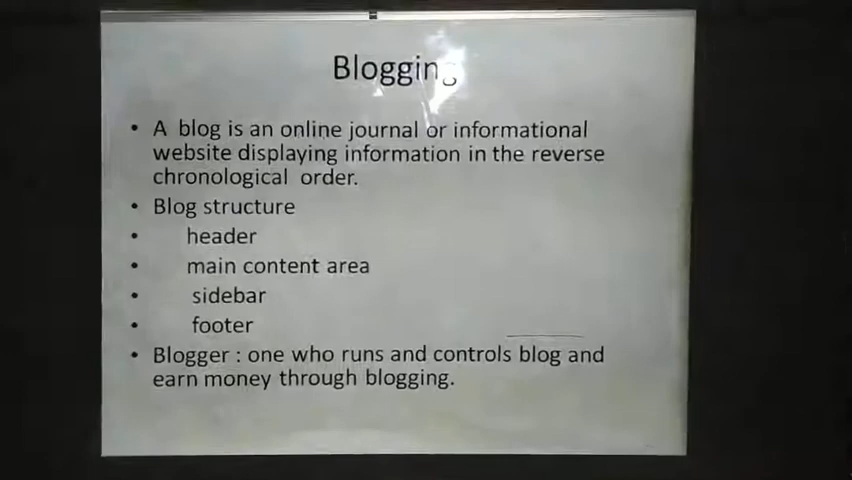 Blogging
• A blog is an online journal or informational
website displaying information in the reverse
chronological order.
• Blog structure
• header
• main content area
• sidebar
• footer
• Blogger : one who runs and controls blog and
earn money through blogging.